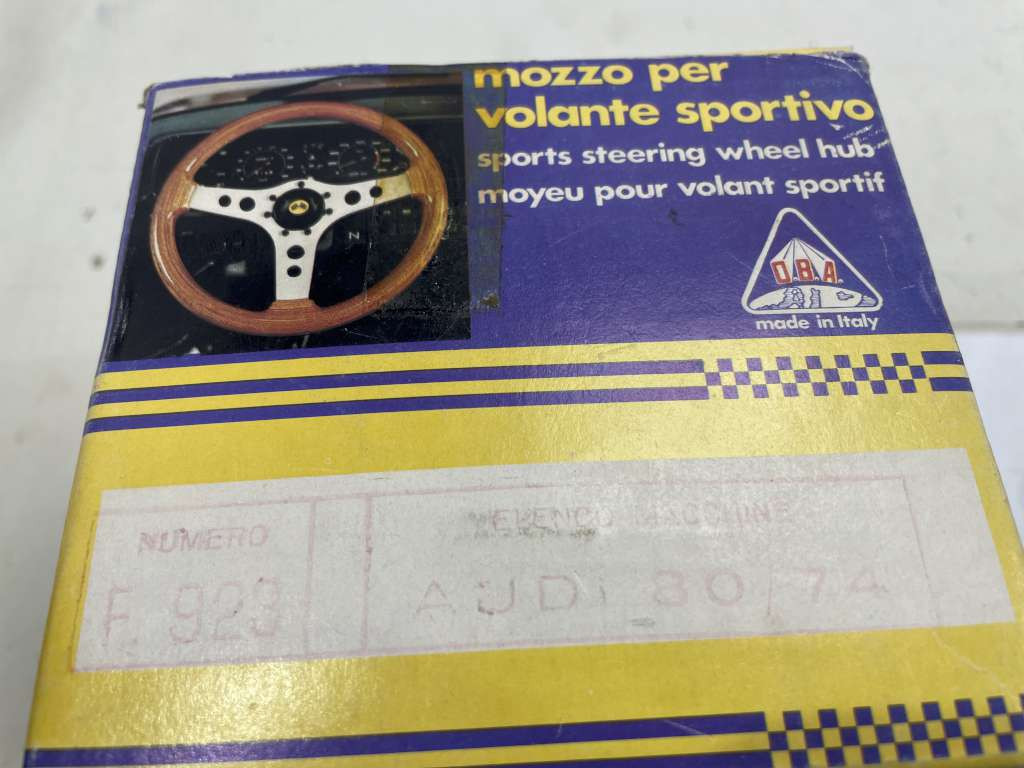 mozzo per
volante sportivo
sports steering wheel hub
moyeu pour volant sportif
O.B.A.
made in Italy
NUMERO
ELENCO MACCHINE
F. 923
AUDI 80/74